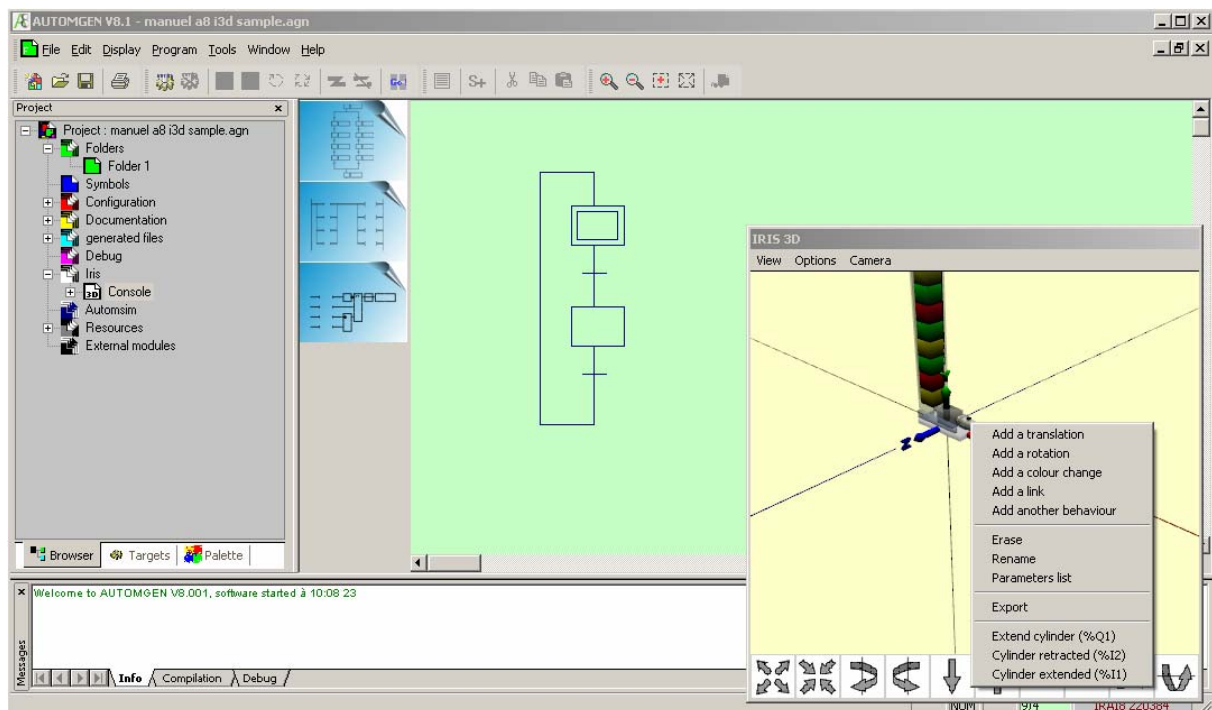 AUTOMGEN V8.1 - manuel a8 i3d sample.agn
File Edit Display Program Tools Window Help
Project
Project : manuel a8 i3d sample.agn
Folders
Folder 1
Symbols
Configuration
Documentation
generated files
Debug
Iris
3D Console
Automsim
Resources
External modules
Browser Targets Palette
IRIS 3D
View Options Camera
Z
Add a translation
Add a rotation
Add a colour change
Add a link
Add another behaviour
Erase
Rename
Parameters list
Export
Extend cylinder (%Q1)
Cylinder retracted (%I2)
Cylinder extended (%I1)
Messages
Welcome to AUTOMGEN V8.001, software started à 10:08 23
Info Compilation Debug
NUM 974 IRAI8 220384